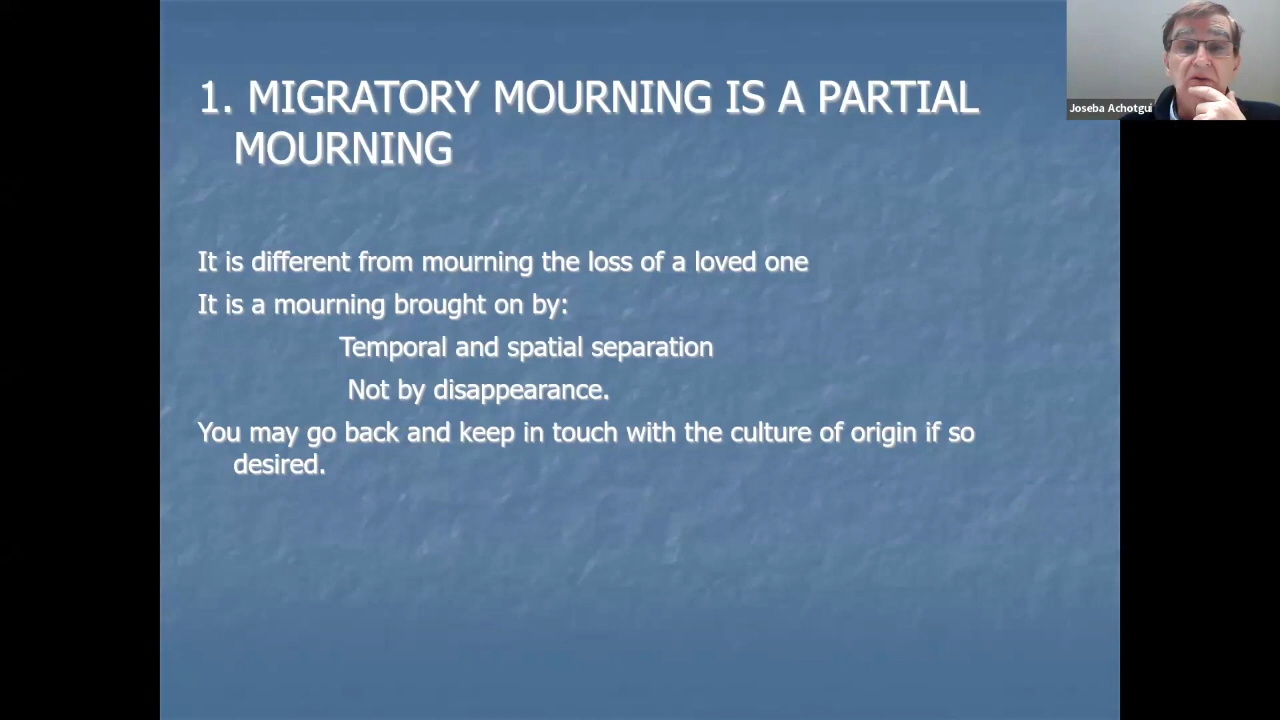 1. MIGRATORY MOURNING IS A PARTIAL
MOURNING
Joseba Achotgui
It is different from mourning the loss of a loved one
It is a mourning brought on by:
Temporal and spatial separation
Not by disappearance.
You may go back and keep in touch with the culture of origin if so
desired.